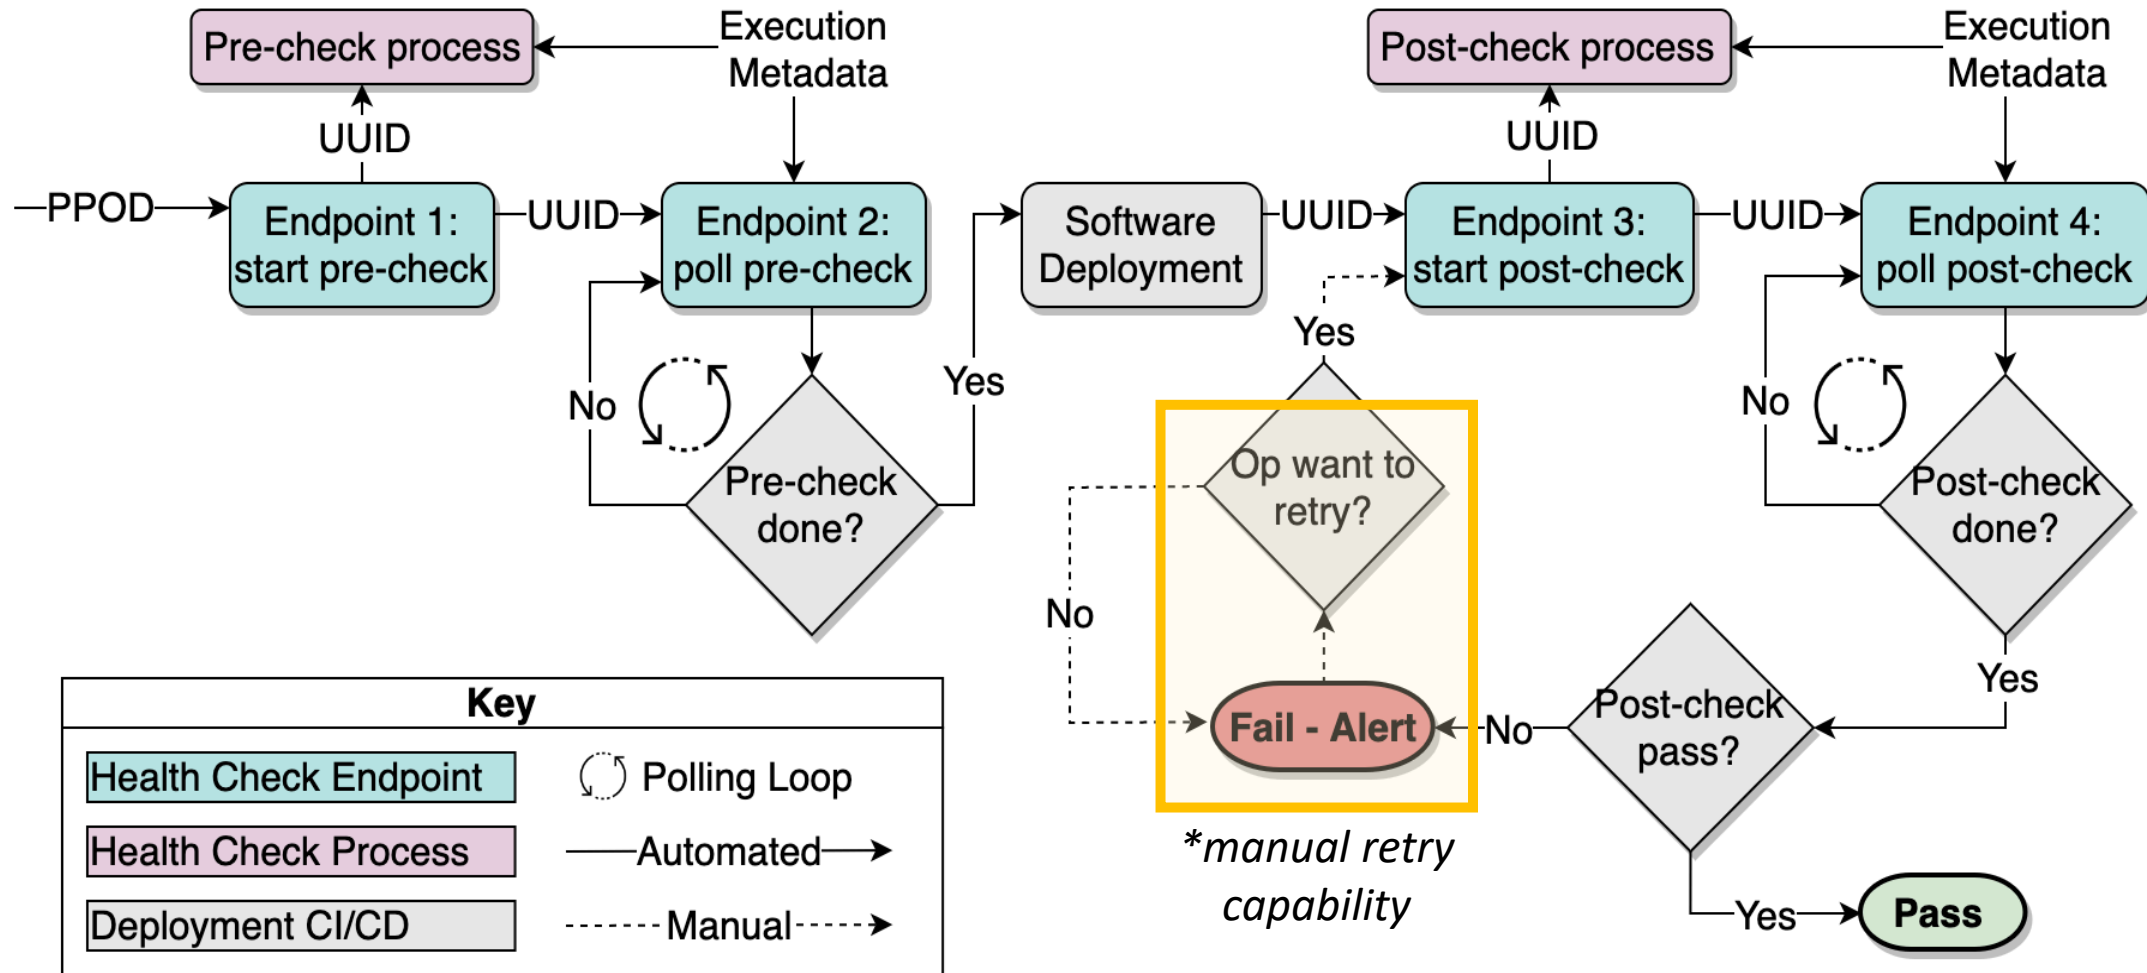 Pre-check process
Execution
Metadata
UUID
PPOD
Endpoint 1:
start pre-check
UUID
Endpoint 2:
poll pre-check
No
Pre-check
done?
Yes
Software
Deployment
UUID
Post-check process
Execution
Metadata
UUID
Endpoint 3:
start post-check
UUID
Endpoint 4:
poll post-check
No
Post-check
done?
Yes
Post-check
pass?
No
Yes
Pass
Yes
Op want to
retry?
No
Fail - Alert
*manual retry
capability
Key
Health Check Endpoint
Polling Loop
Health Check Process
Automated
Deployment CI/CD
Manual